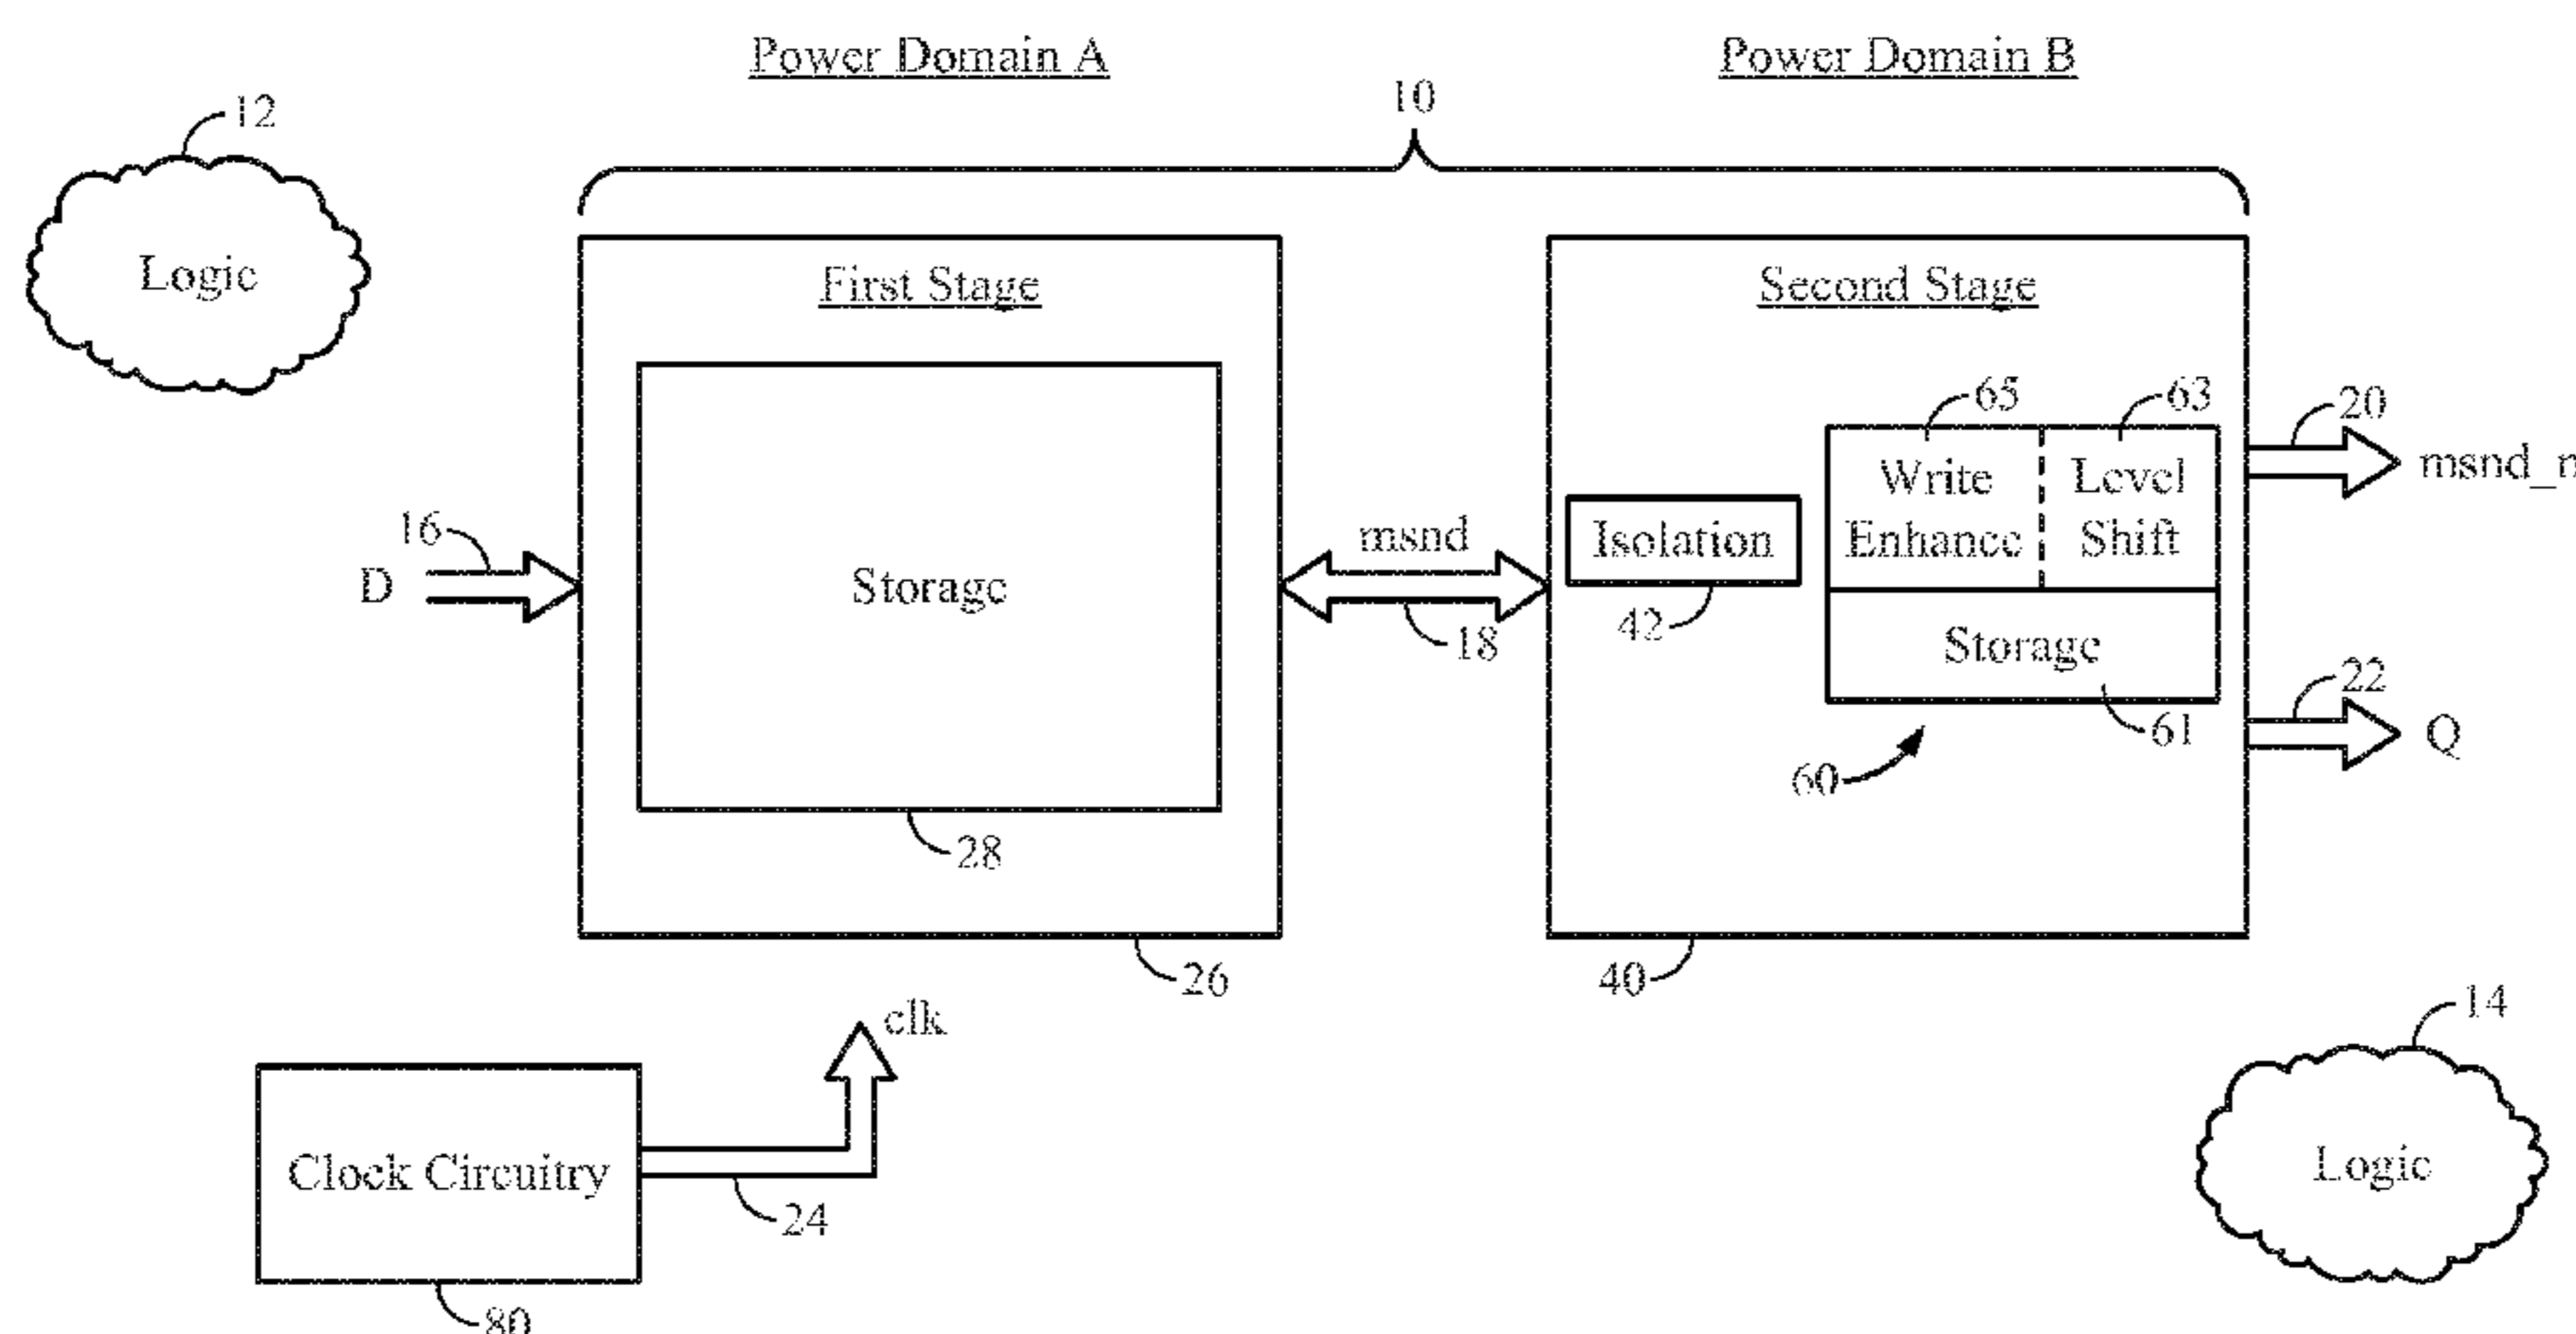 Power Domain A
Power Domain B
10
12
Logic
First Stage
Second Stage
65
63
20
Write
Enhance
Level
Shift
msnd_n
16
D
Storage
msnd
18
Isolation
42
Storage
61
22
Q
60
28
26
40
clk
14
Clock Circuitry
24
Logic
80